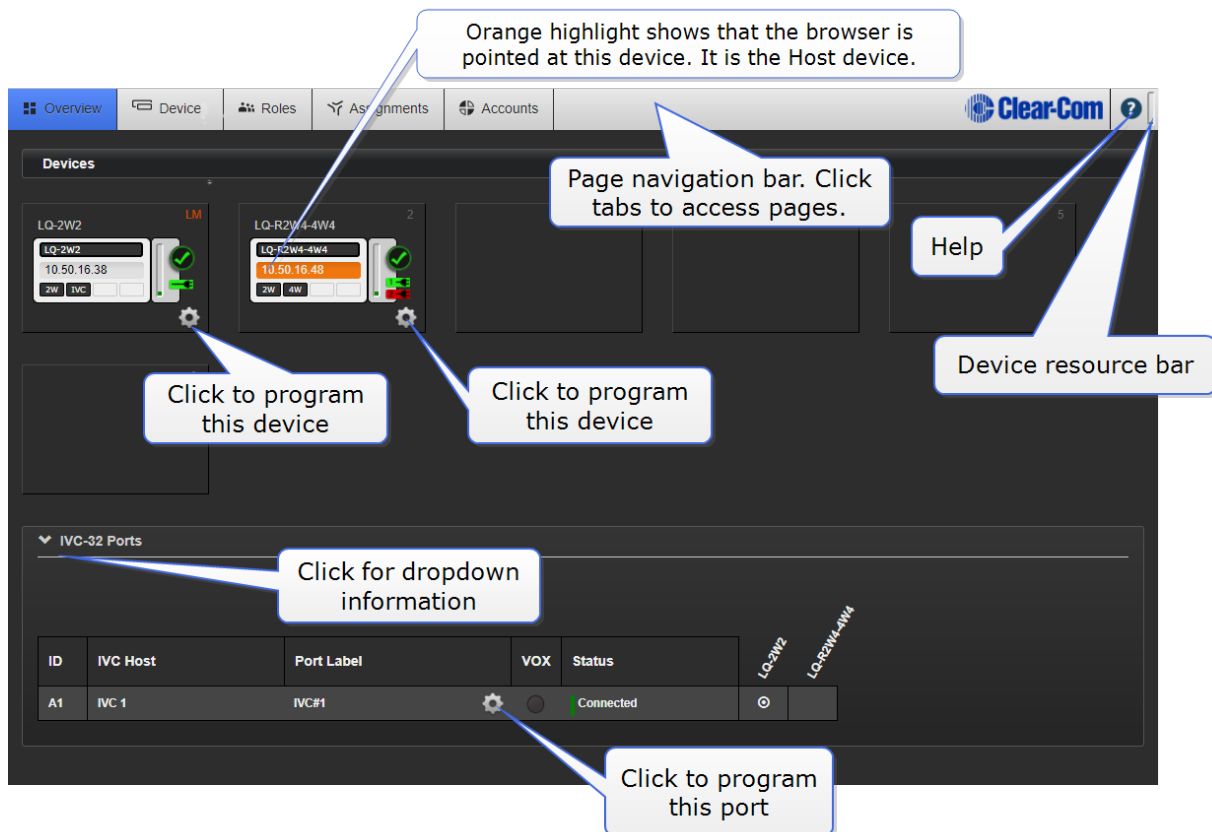 Orange highlight shows that the browser is
pointed at this device. It is the Host device.
Overview
Device
Roles
Assignments
Accounts
Clear-Com
?
Page navigation bar. Click
tabs to access pages.
Help
Device resource bar
Devices
LQ-2W2
LM
LQ-2W2
10.50.16.38
2W
IVC
LQ-R2W4-4W4
2
LQ-R2W4-4W4
10.50.16.48
2W
4W
5
Click to program
this device
Click to program
this device
IVC-32 Ports
Click for dropdown
information
ID
IVC Host
Port Label
VOX
Status
LQ-2W2
LQ-R2W4-4W4
A1
IVC 1
IVC#1
Connected
Click to program
this port